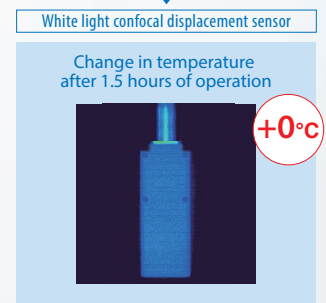 White light confocal displacement sensor
Change in temperature
after 1.5 hours of operation
+0°C